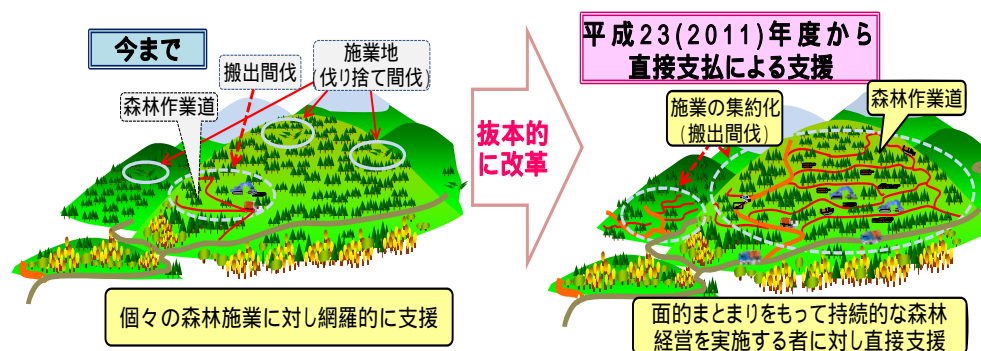 今まで
施業地
(伐り捨て間伐)
搬出間伐
森林作業道
個々の森林施業に対し網羅的に支援
抜本的
に改革
平成23(2011)年度から
直接支払による支援
施業の集約化
(搬出間伐)
森林作業道
面的まとまりをもって持続的な森林
経営を実施する者に対し直接支援